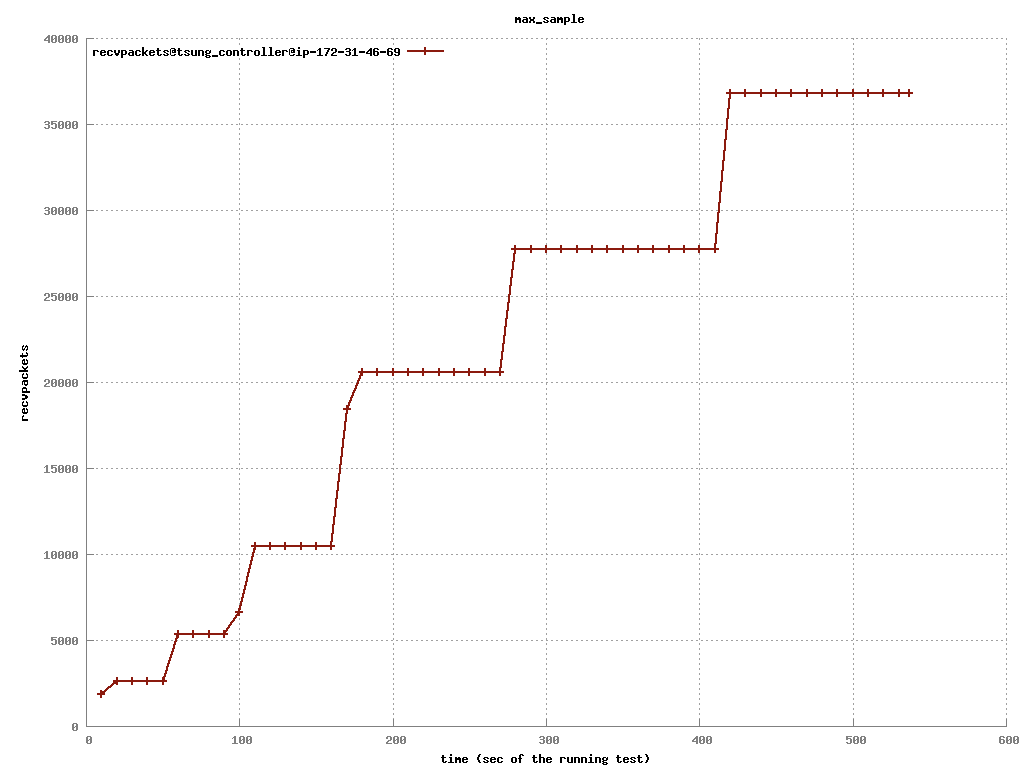 max_sample
recvpackets@tsung_controller@ip-172-31-46-69
40000
35000
30000
25000
20000
15000
10000
5000
0
recvpackets
0 100 200 300 400 500 600
time (sec of the running test)